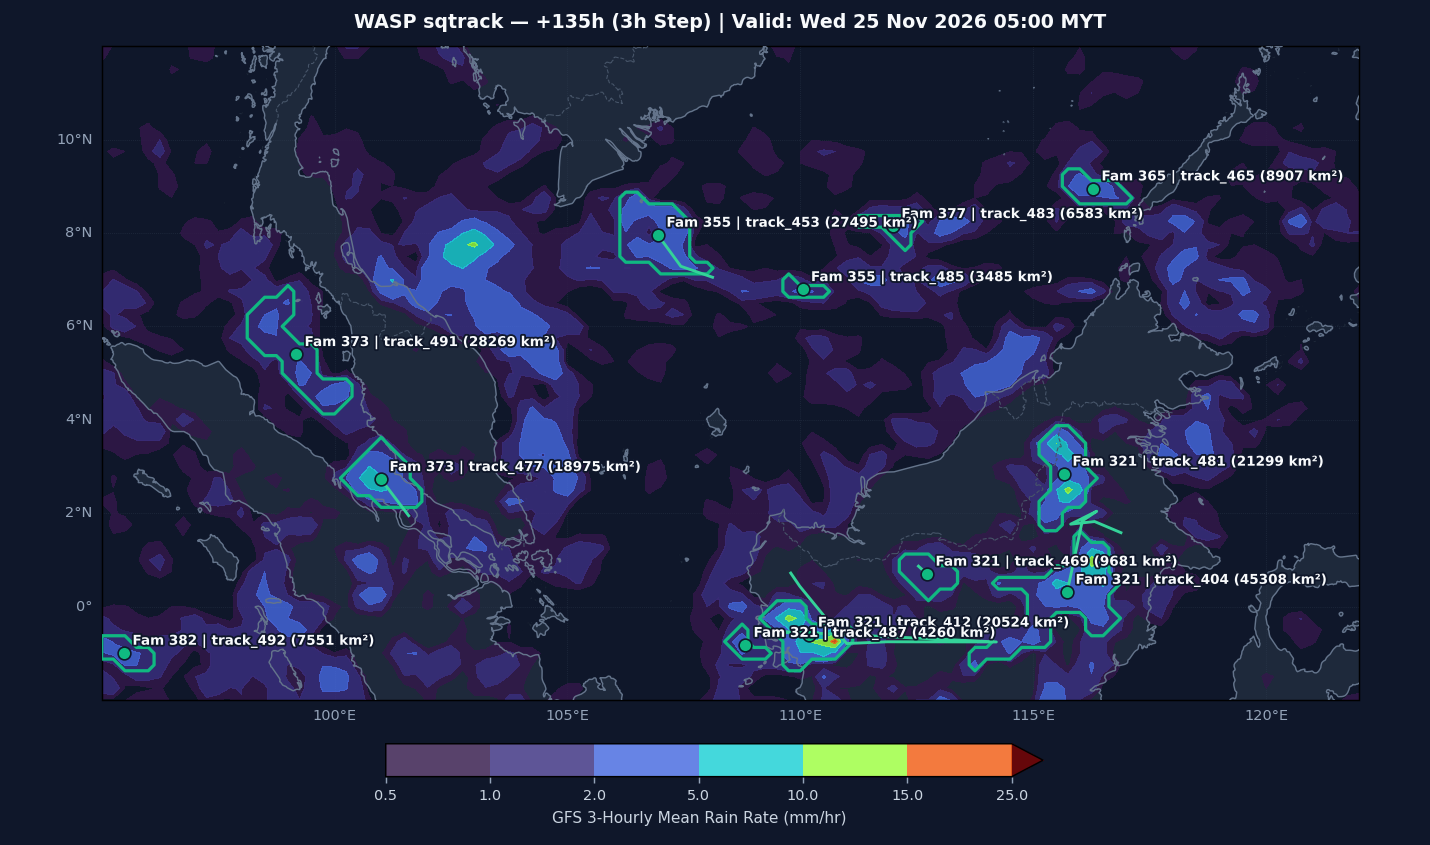 WASP sqtrack — +135h (3h Step) | Valid: Wed 25 Nov 2026 05:00 MYT
10°N
8°N
6°N
4°N
2°N
0°
Fam 365 | track_465 (8907 km²)
Fam 377 | track_483 (6583 km²)
Fam 355 | track_453 (27495 km²)
Fam 355 | track_485 (3485 km²)
Fam 373 | track_491 (28269 km²)
Fam 373 | track_477 (18975 km²)
Fam 321 | track_481 (21299 km²)
Fam 321 | track_469 (9681 km²)
Fam 321 | track_404 (45308 km²)
Fam 321 | track_412 (20524 km²)
Fam 321 | track_487 (4260 km²)
Fam 382 | track_492 (7551 km²)
100°E 105°E 110°E 115°E 120°E
0.5 1.0 2.0 5.0 10.0 15.0 25.0
GFS 3-Hourly Mean Rain Rate (mm/hr)